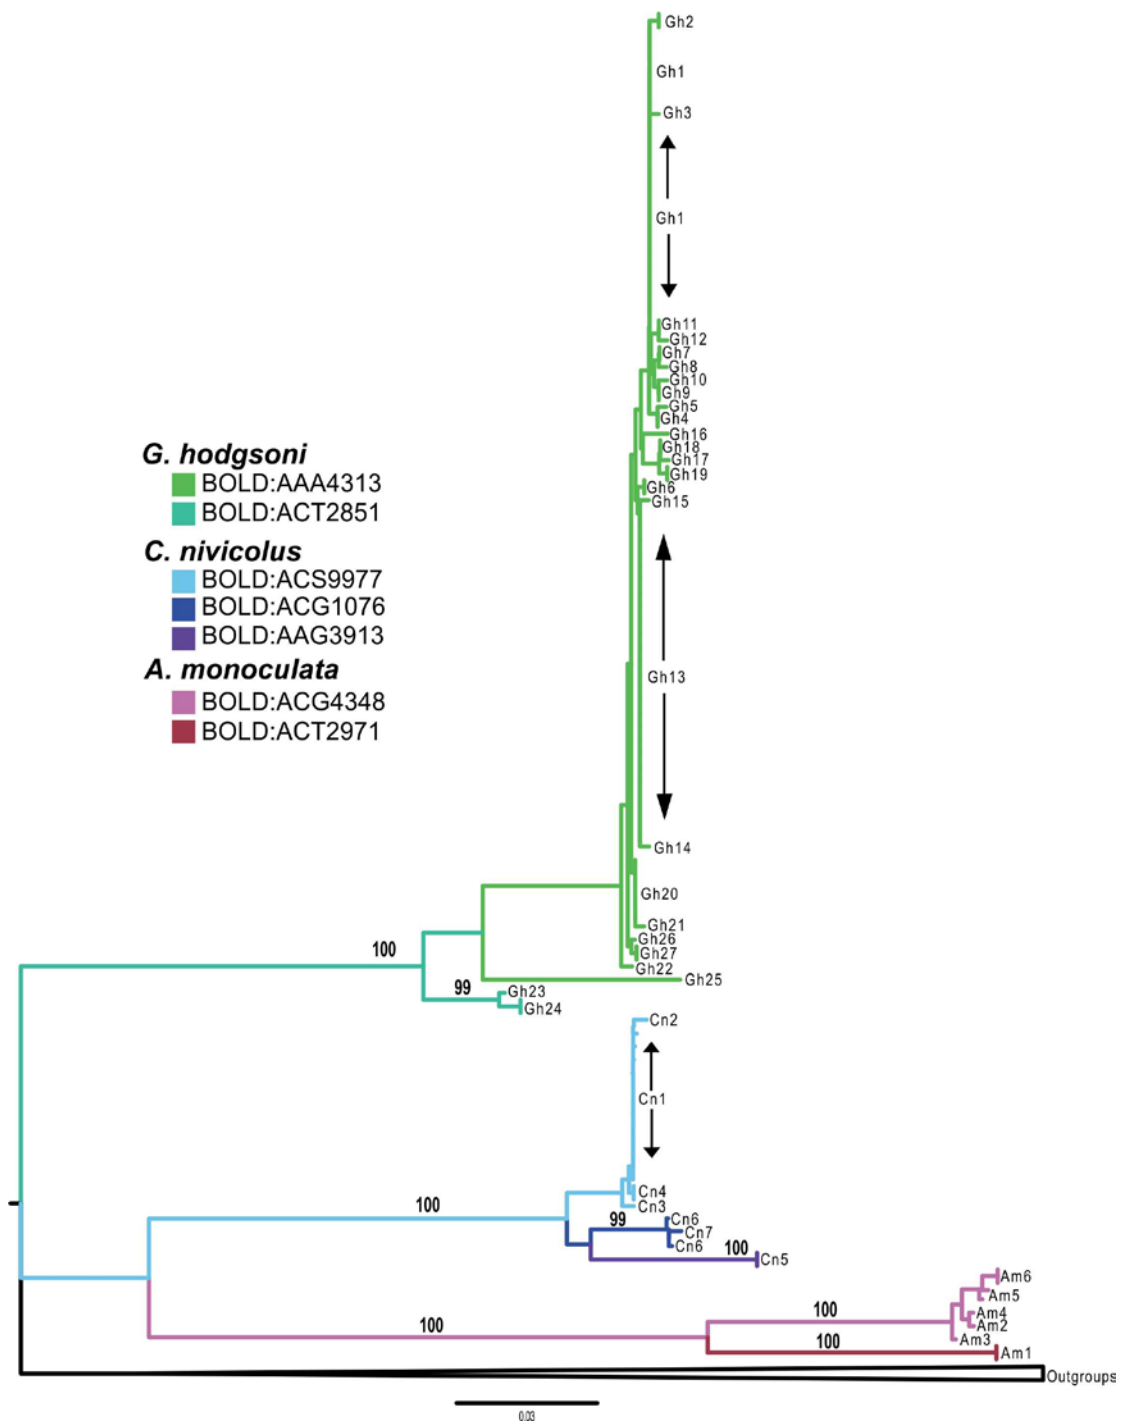 Gh2
Gh1
Gh3
Gh1
Gh11
Gh12
Gh7
Gh8
Gh10
Gh9
Gh5
Gh4
Gh16
Gh18
Gh17
Gh19
Gh6
Gh15
Gh13
Gh14
Gh20
Gh21
Gh26
Gh27
Gh22
Gh25
100
99
Gh23
Gh24
G. hodgsoni
BOLD:AAA4313
BOLD:ACT2851
C. nivicolus
BOLD:ACS9977
BOLD:ACG1076
BOLD:AAG3913
A. monoculata
BOLD:ACG4348
BOLD:ACT2971
Cn2
Cn1
Cn4
Cn3
100
99
Cn6
Cn7
Cn6
100
Cn5
Am6
Am5
Am4
Am2
Am3
100
100
100
Am1
Outgroups
0.03